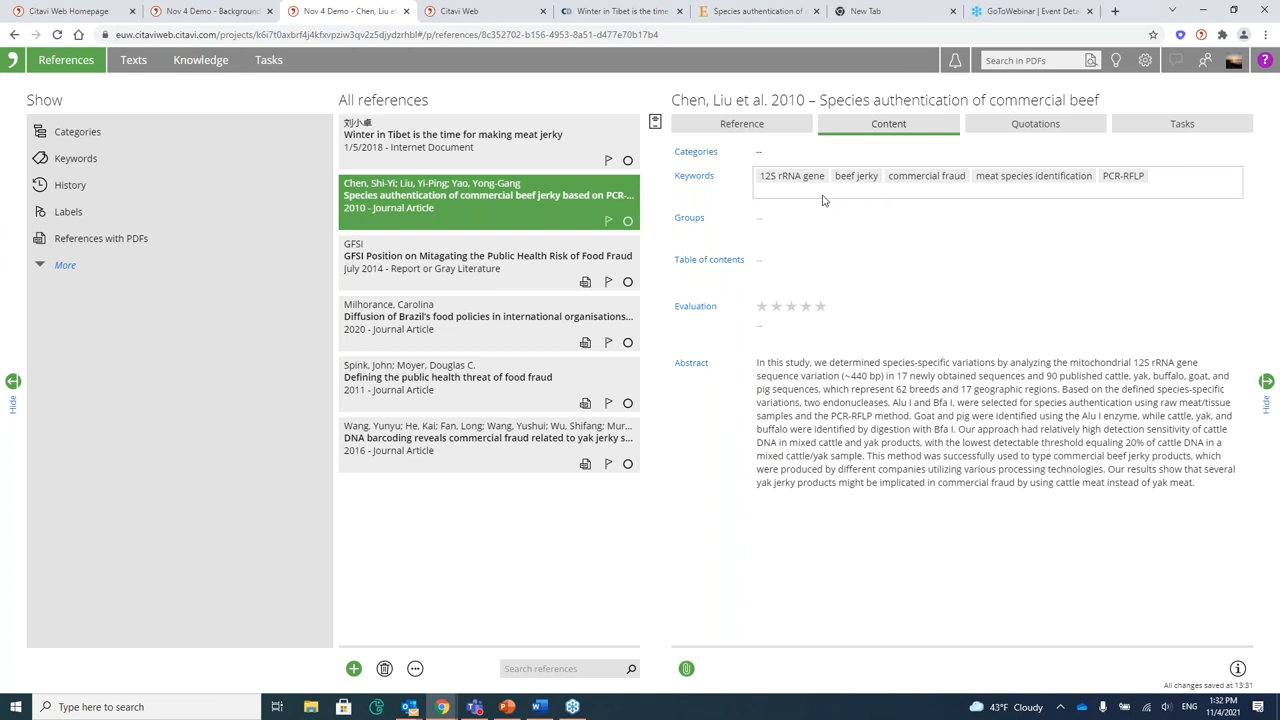 Citavi Homepage
Nov 4 Demo - Background
Nov 4 Demo - Chen, Liu et
Citavi Web
Winter in Tibet is the time
Species authentication of c
New Tab
GoToWebinar | Event Detai
euw.citaviweb.citavi.com/projects/k6i7t0axbrf4j4kfxvpziw3qv2z5djydzrhbl#/p/references/8c352702-b156-4953-8a51-d477e70b17b4
References
Texts
Knowledge
Tasks
Search in PDFs
?
Show
Categories
Keywords
History
Labels
References with PDFs
More
Hide
All references
刘小卓
Winter in Tibet is the time for making meat jerky
1/5/2018 - Internet Document
Chen, Shi-Yi; Liu, Yi-Ping; Yao, Yong-Gang
Species authentication of commercial beef jerky based on PCR-...
2010 - Journal Article
GFSI
GFSI Position on Mitagating the Public Health Risk of Food Fraud
July 2014 - Report or Gray Literature
Milhorance, Carolina
Diffusion of Brazil's food policies in international organisations...
2020 - Journal Article
Spink, John; Moyer, Douglas C.
Defining the public health threat of food fraud
2011 - Journal Article
Wang, Yunyu; He, Kai; Fan, Long; Wang, Yushui; Wu, Shifang; Mur...
DNA barcoding reveals commercial fraud related to yak jerky s...
2016 - Journal Article
Search references
Chen, Liu et al. 2010 – Species authentication of commercial beef
Reference
Content
Quotations
Tasks
Categories --
Keywords 12S rRNA gene beef jerky commercial fraud meat species identification PCR-RFLP
Groups --
Table of contents --
Evaluation
--
Abstract
In this study, we determined species-specific variations by analyzing the mitochondrial 12S rRNA gene
sequence variation (~440 bp) in 17 newly obtained sequences and 90 published cattle, yak, buffalo, goat, and
pig sequences, which represent 62 breeds and 17 geographic regions. Based on the defined species-specific
variations, two endonucleases, Alu I and Bfa I, were selected for species authentication using raw meat/tissue
samples and the PCR-RFLP method. Goat and pig were identified using the Alu I enzyme, while cattle, yak, and
buffalo were identified by digestion with Bfa I. Our approach had relatively high detection sensitivity of cattle
DNA in mixed cattle and yak products, with the lowest detectable threshold equaling 20% of cattle DNA in a
mixed cattle/yak sample. This method was successfully used to type commercial beef jerky products, which
were produced by different companies utilizing various processing technologies. Our results show that several
yak jerky products might be implicated in commercial fraud by using cattle meat instead of yak meat.
Hide
All changes saved at 13:31
Type here to search
43°F Cloudy
ENG
1:32 PM
11/4/2021